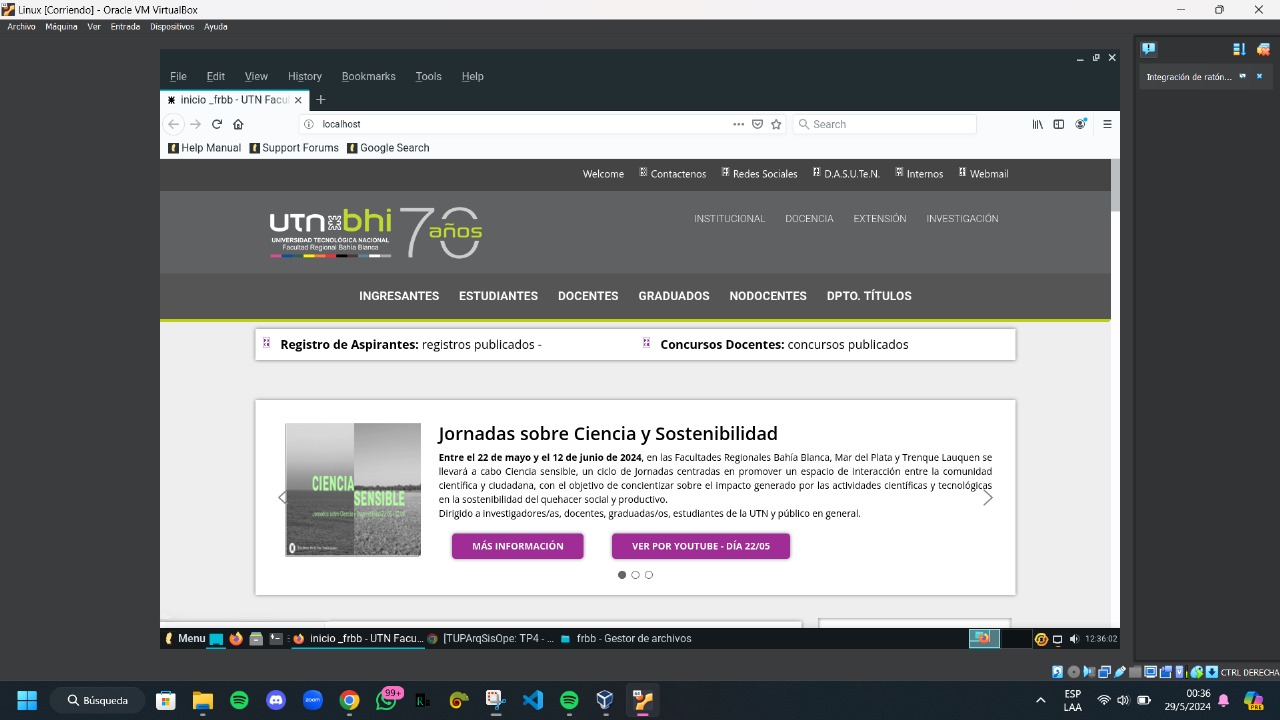 Linux [Corriendo] - Oracle VM VirtualBox
Archivo Máquina Ver Entrada Dispositivos Ayuda
Integración de ratón...
File Edit View History Bookmarks Tools Help
inicio _frbb - UTN Facul
localhost
Search
Help Manual Support Forums Google Search
Welcome Contactenos Redes Sociales D.A.S.U.Te.N. Internos Webmail
utn bhi 70 años
UNIVERSIDAD TECNOLÓGICA NACIONAL
Facultad Regional Bahía Blanca
INSTITUCIONAL DOCENCIA EXTENSIÓN INVESTIGACIÓN
INGRESANTES ESTUDIANTES DOCENTES GRADUADOS NODOCENTES DPTO. TÍTULOS
Registro de Aspirantes: registros publicados - Concursos Docentes: concursos publicados
CIENCIA
SENSIBLE
Jornadas sobre Ciencia y Sostenibilidad
Entre el 22 de mayo y el 12 de junio de 2024, en las Facultades Regionales Bahía Blanca, Mar del Plata y Trenque Lauquen se
llevará a cabo Ciencia sensible, un ciclo de Jornadas centradas en promover un espacio de interacción entre la comunidad
científica y ciudadana, con el objetivo de concientizar sobre el impacto generado por las actividades científicas y tecnológicas
en la sostenibilidad del quehacer social y productivo.
Dirigido a investigadores/as, docentes, graduadas/os, estudiantes de la UTN y público en general.
MÁS INFORMACIÓN VER POR YOUTUBE - DÍA 22/05
Menu inicio _frbb - UTN Facu... [TUPArqSisOpe: TP4 - ... frbb - Gestor de archivos 12:36:02
CTRL DERECHA
Búsqueda zoom 99+ ESP
LAA 00:36
29/5/2024 PRE